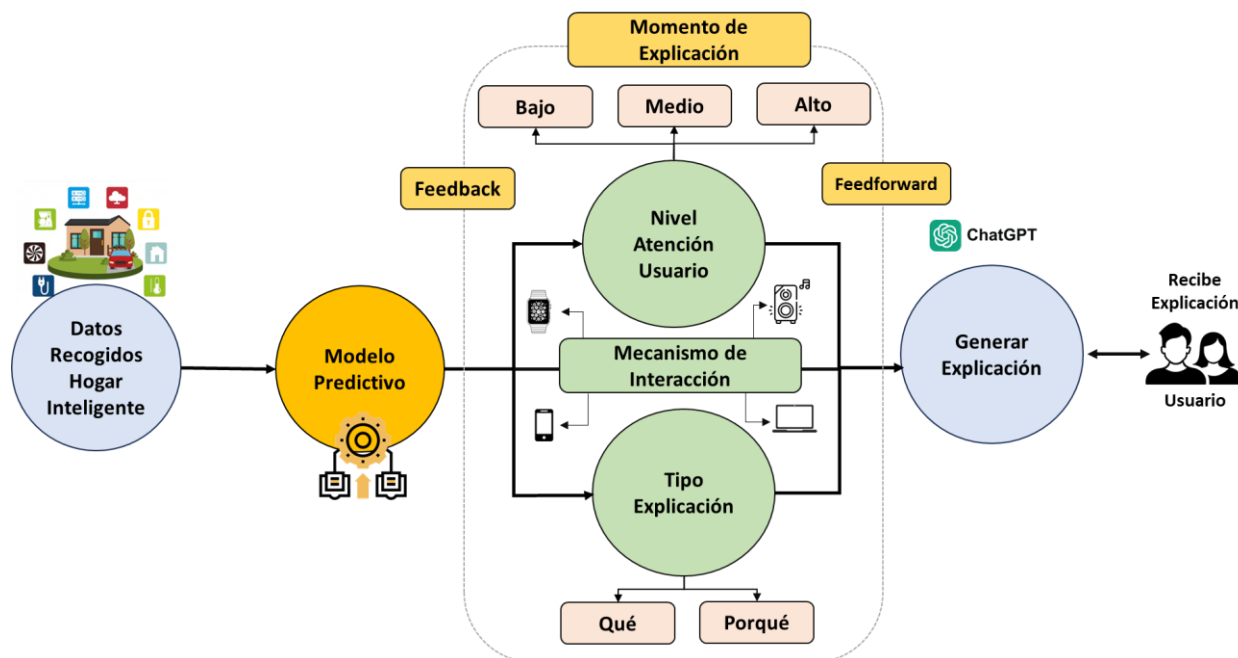 Momento de
Explicación
Bajo
Medio
Alto
Feedback
Feedforward
Nivel
Atención
Usuario
ChatGPT
Datos
Recogidos
Hogar
Inteligente
Modelo
Predictivo
Mecanismo de
Interacción
Generar
Explicación
Recibe
Explicación
Usuario
Tipo
Explicación
Qué
Porqué